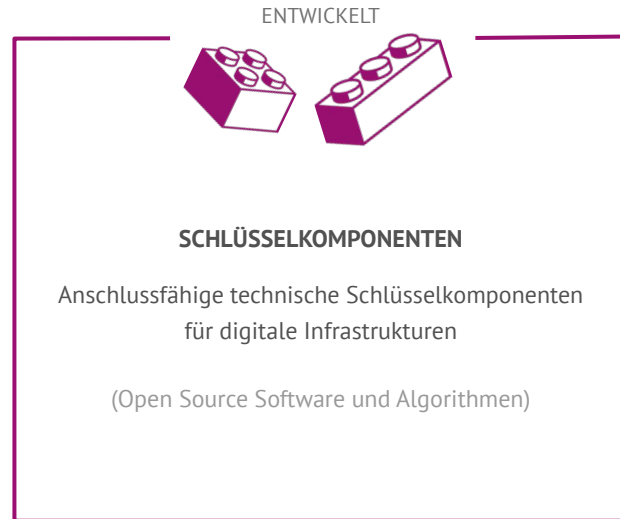 ENTWICKELT
SCHLÜSSELKOMPONENTEN
Anschlussfähige technische Schlüsselkomponenten
für digitale Infrastrukturen
(Open Source Software und Algorithmen)